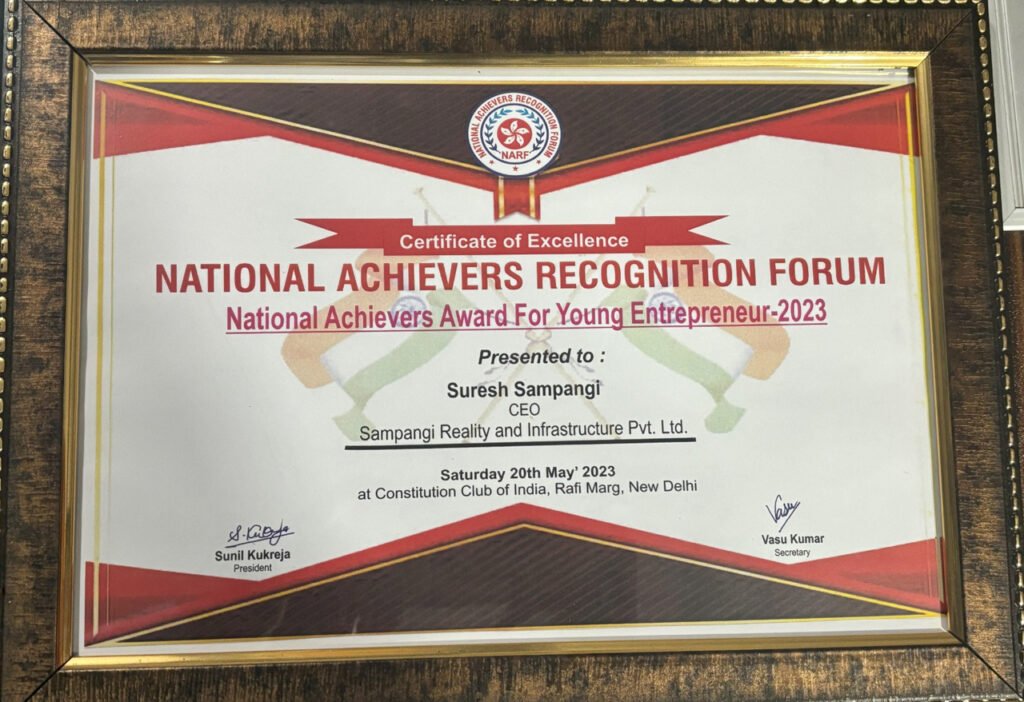 NATIONAL ACHIEVERS RECOGNITION FORUM
NARF
Certificate of Excellence
NATIONAL ACHIEVERS RECOGNITION FORUM
National Achievers Award For Young Entrepreneur-2023
Presented to :
Suresh Sampangi
CEO
Sampangi Reality and Infrastructure Pvt. Ltd.
Saturday 20th May' 2023
at Constitution Club of India, Rafi Marg, New Delhi
S. Kukreja
Sunil Kukreja
President
Vasu
Vasu Kumar
Secretary